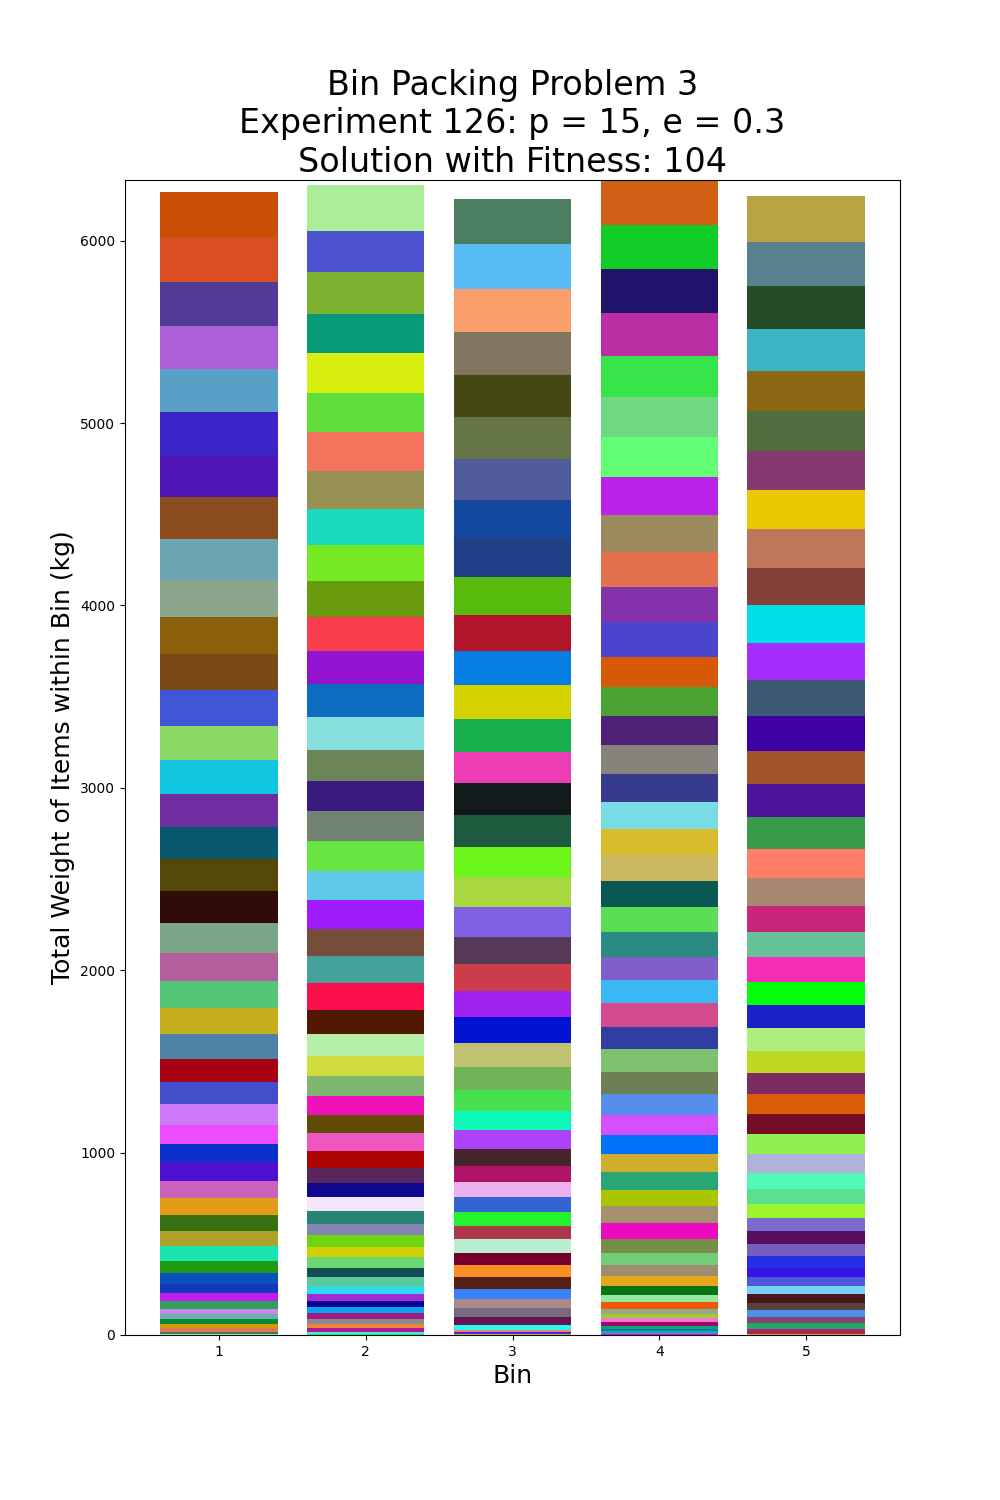 Bin Packing Problem 3
Experiment 126: p = 15, e = 0.3
Solution with Fitness: 104
Total Weight of Items within Bin (kg)
6000
5000
4000
3000
2000
1000
0
1 2 3 4 5
Bin